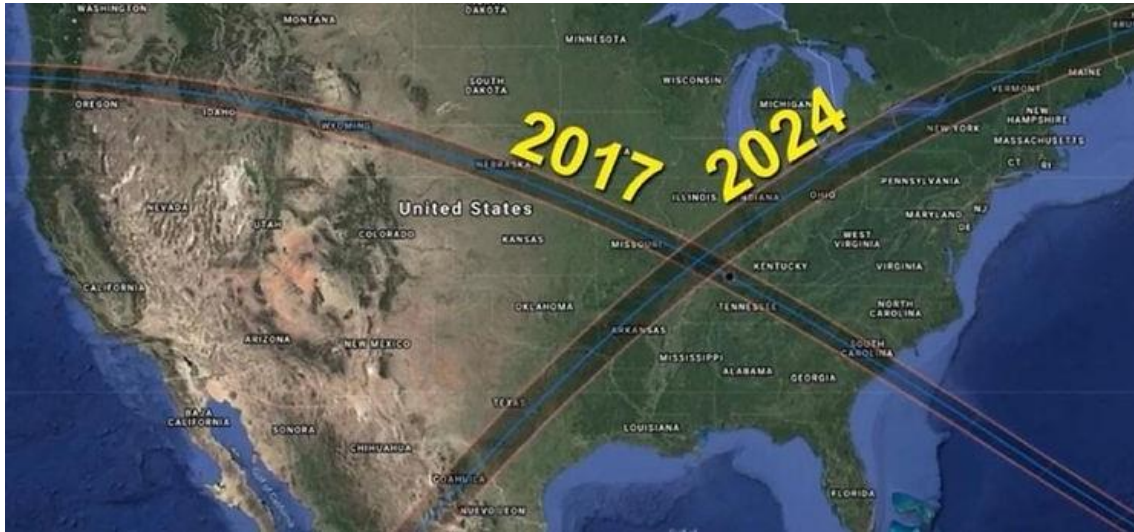 WASHINGTON
DAKOTA
MONTANA
MINNESOTA
BRU
SOUTH
DAKOTA
WISCONSIN
MAINE
OREGON
IDAHO
MICHIGAN
VERMONT
WYOMING
NEW
HAMPSHIRE
NEW YORK
MASSACHUSETTS
2017
2024
NEBRASKA
CT
RI
PENNSYLVANIA
ILLINOIS
DIANA
OHIO
NEVADA
United States
MARYLAND
NJ
DE
UTAH
COLORADO
KANSAS
MISSOURI
WEST
VIRGINIA
KENTUCKY
VIRGINIA
CALIFORNIA
OKLAHOMA
TENNESSEE
NORTH
CAROLINA
ARIZONA
NEW MEXICO
ARKANSAS
SOUTH
CAROLINA
MISSISSIPPI
ALABAMA
GEORGIA
TEXAS
BAJA
CALIFORNIA
SONORA
LOUISIANA
CHIHUAHUA
COAHUILA
FLORIDA
NUEVO LEON